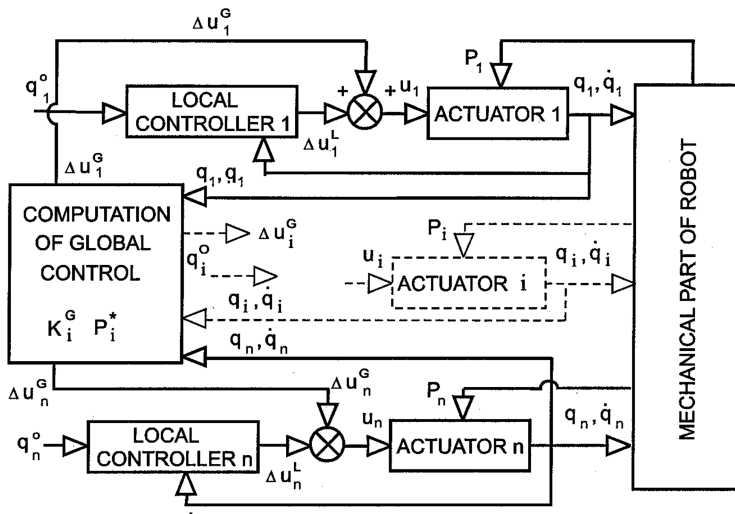 Δu₁ᴳ
P₁
q₁°
LOCAL
CONTROLLER 1
+
+
u₁
ACTUATOR 1
q₁, q̇₁
Δu₁ᴸ
Δu₁ᴳ
q₁, q̇₁
COMPUTATION
OF GLOBAL
CONTROL
Kᵢᴳ Pᵢ*
Δuᵢᴳ
qᵢ°
Pᵢ
uᵢ
ACTUATOR i
qᵢ, q̇ᵢ
qᵢ, q̇ᵢ
qₙ, q̇ₙ
MECHANICAL PART OF ROBOT
Δuₙᴳ
Δuₙᴳ
Pₙ
qₙ°
LOCAL
CONTROLLER n
uₙ
ACTUATOR n
qₙ, q̇ₙ
Δuₙᴸ